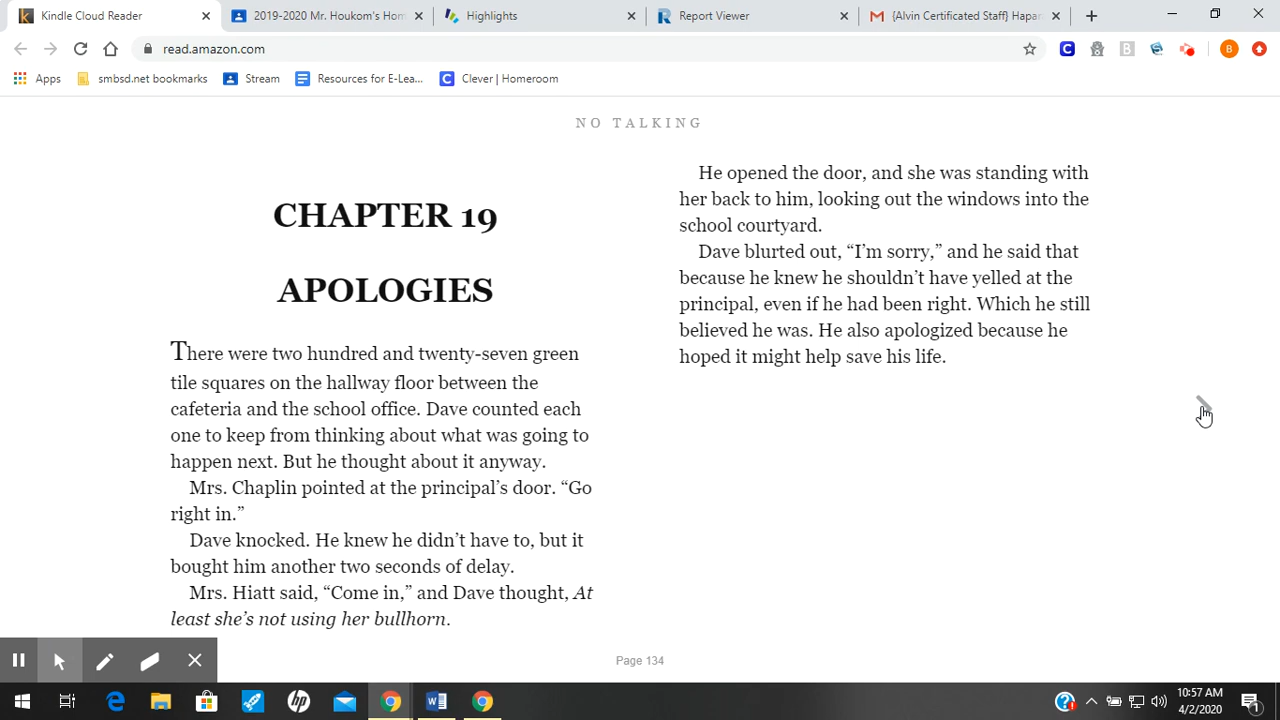 Kindle Cloud Reader
2019-2020 Mr. Houkom's Hom
Highlights
Report Viewer
{Alvin Certificated Staff} Hapar
read.amazon.com
Apps
smbsd.net bookmarks
Stream
Resources for E-Lea...
Clever | Homeroom
NO TALKING
CHAPTER 19
APOLOGIES
There were two hundred and twenty-seven green
tile squares on the hallway floor between the
cafeteria and the school office. Dave counted each
one to keep from thinking about what was going to
happen next. But he thought about it anyway.
Mrs. Chaplin pointed at the principal’s door. “Go
right in.”
Dave knocked. He knew he didn’t have to, but it
bought him another two seconds of delay.
Mrs. Hiatt said, “Come in,” and Dave thought, At
least she’s not using her bullhorn.
He opened the door, and she was standing with
her back to him, looking out the windows into the
school courtyard.
Dave blurted out, “I’m sorry,” and he said that
because he knew he shouldn’t have yelled at the
principal, even if he had been right. Which he still
believed he was. He also apologized because he
hoped it might help save his life.
Page 134
10:57 AM
4/2/2020